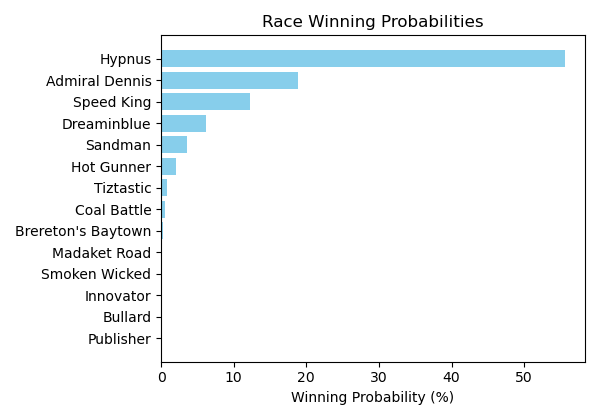 Race Winning Probabilities
Hypnus
Admiral Dennis
Speed King
Dreaminblue
Sandman
Hot Gunner
Tiztastic
Coal Battle
Brereton's Baytown
Madaket Road
Smoken Wicked
Innovator
Bullard
Publisher
0 10 20 30 40 50
Winning Probability (%)